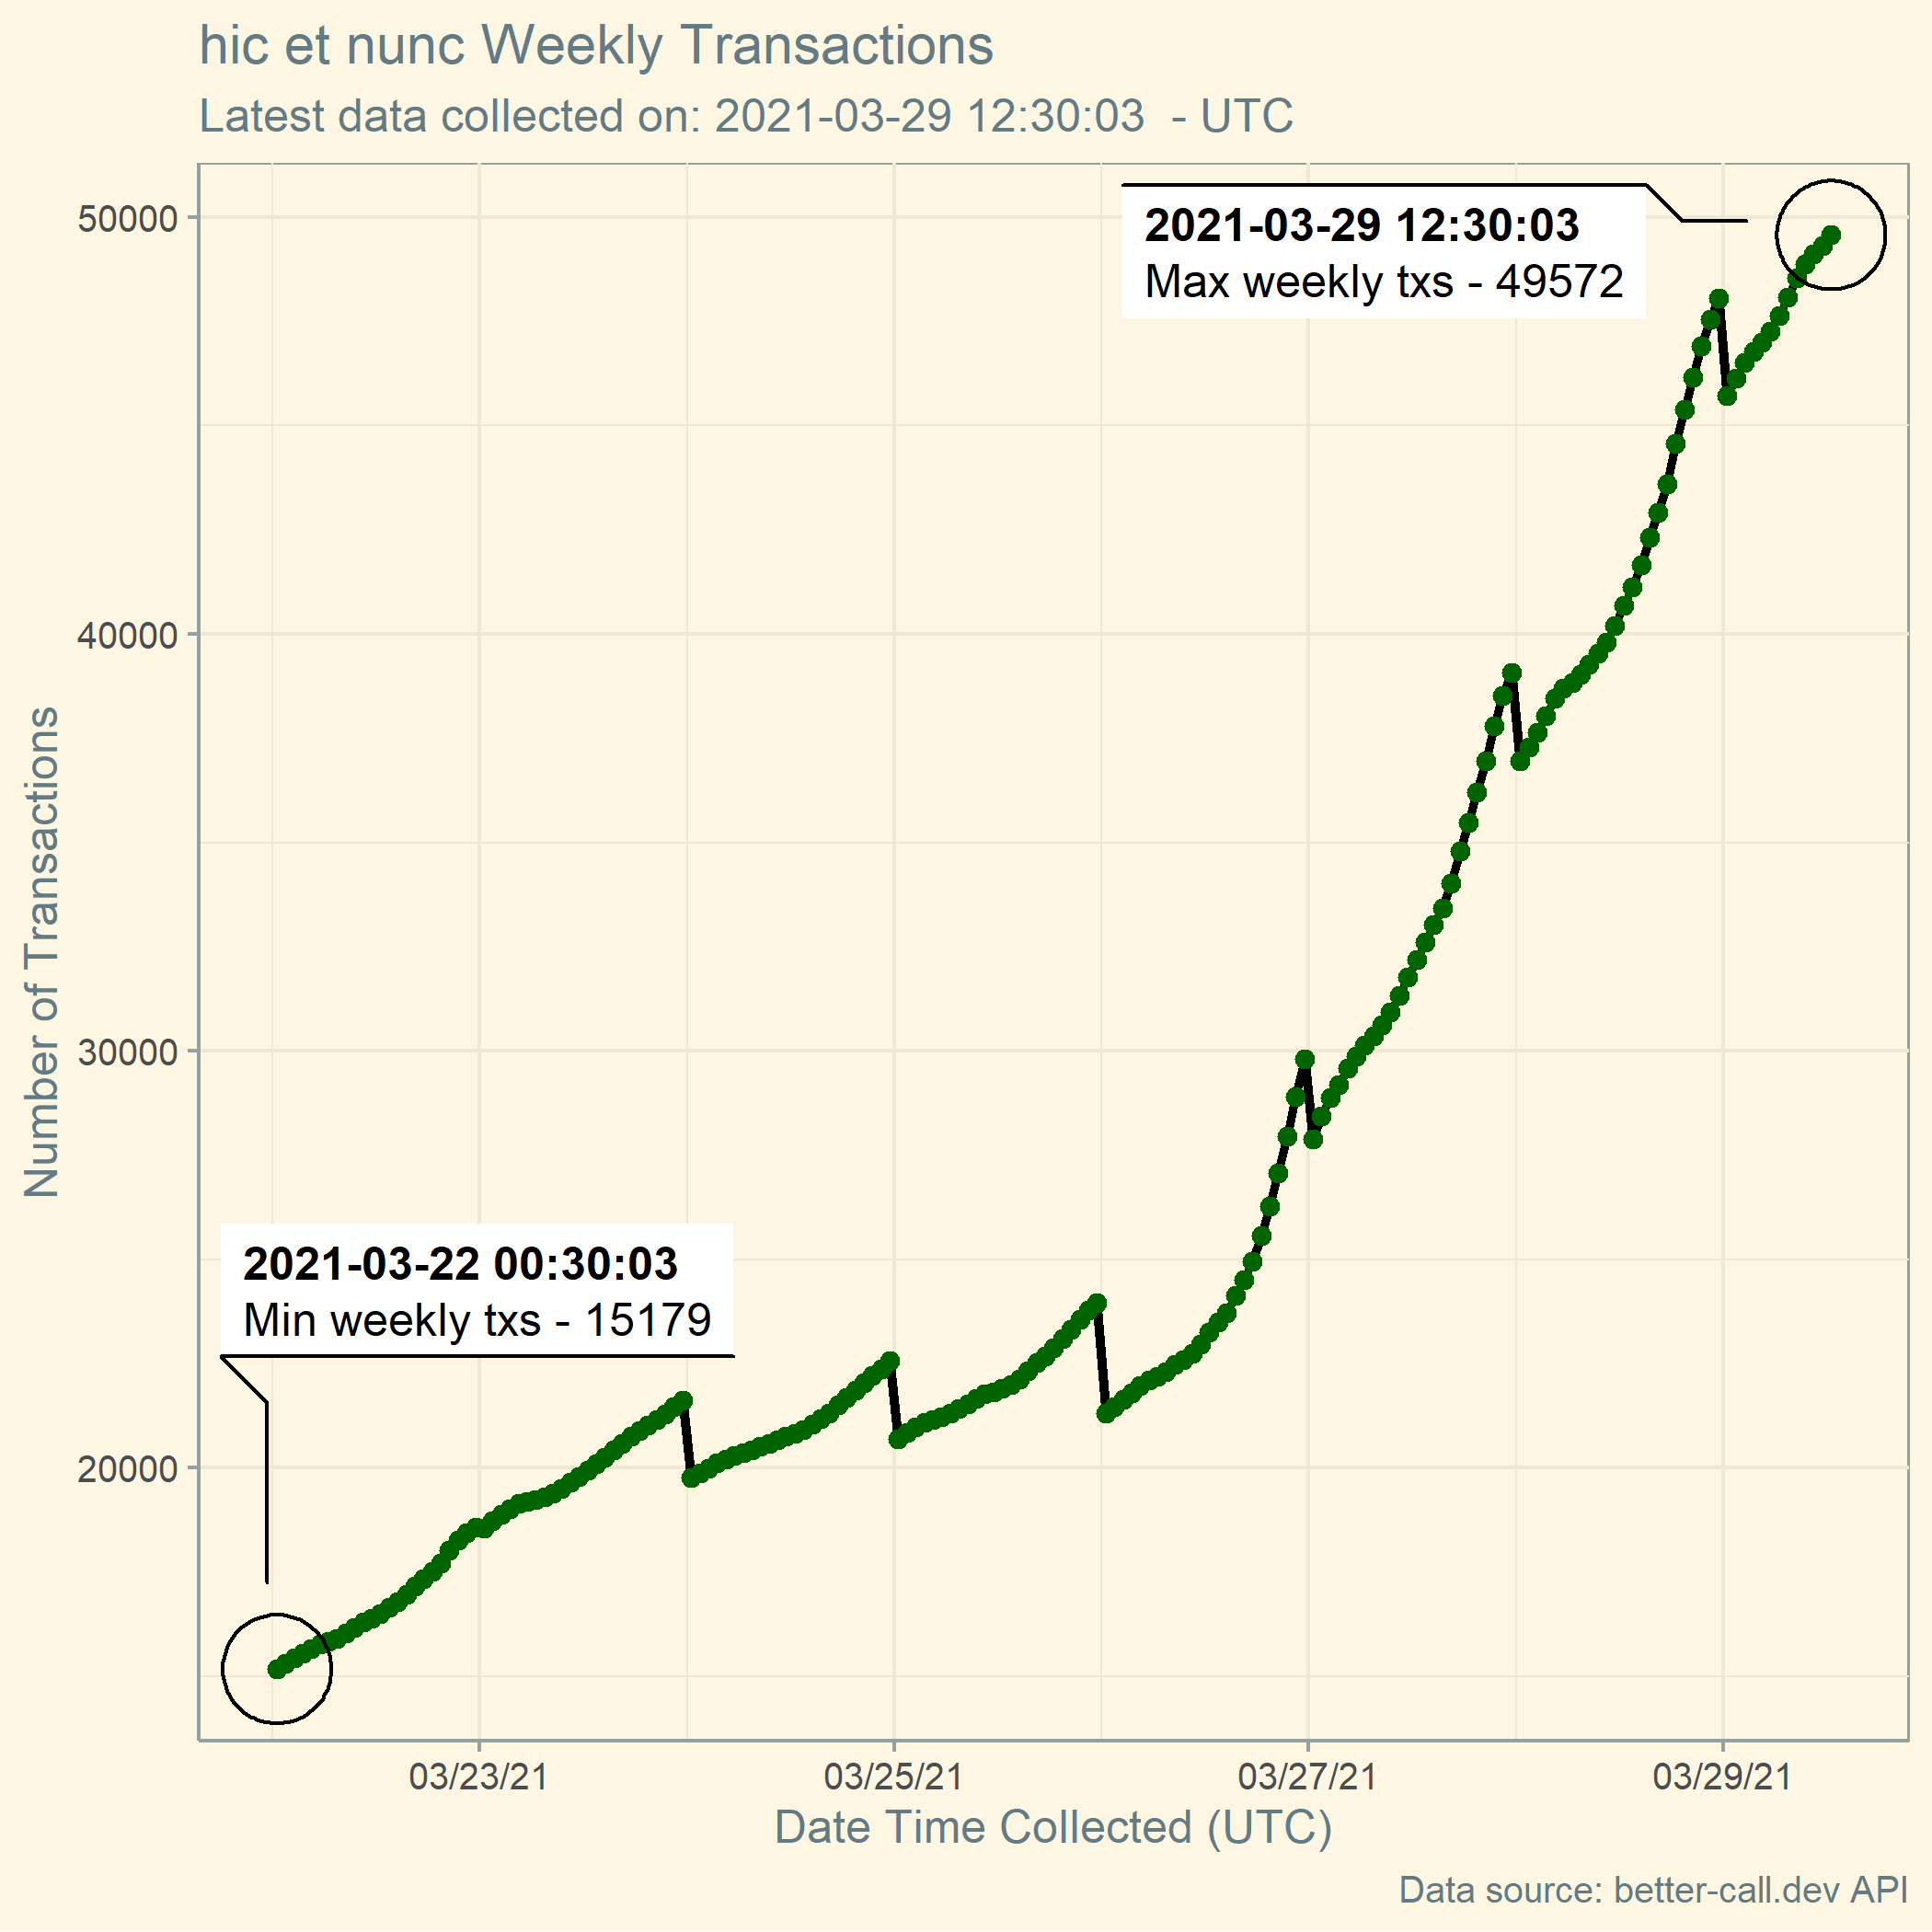 hic et nunc Weekly Transactions
Latest data collected on: 2021-03-29 12:30:03  - UTC
50000
40000
30000
20000
Number of Transactions
2021-03-29 12:30:03
Max weekly txs - 49572
2021-03-22 00:30:03
Min weekly txs - 15179
03/23/21
03/25/21
03/27/21
03/29/21
Date Time Collected (UTC)
Data source: better-call.dev API